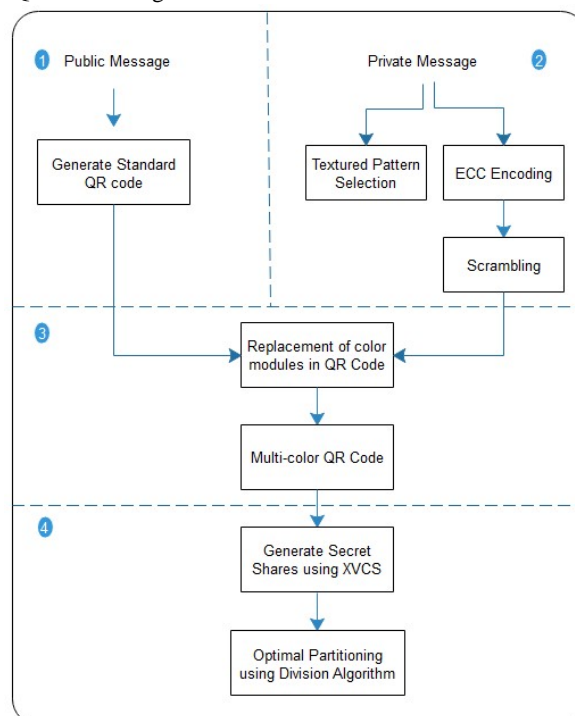 1 Public Message
Private Message 2
Generate Standard
QR code
Textured Pattern
Selection
ECC Encoding
Scrambling
3
Replacement of color
modules in QR Code
Multi-color QR Code
4
Generate Secret
Shares using XVCS
Optimal Partitioning
using Division Algorithm